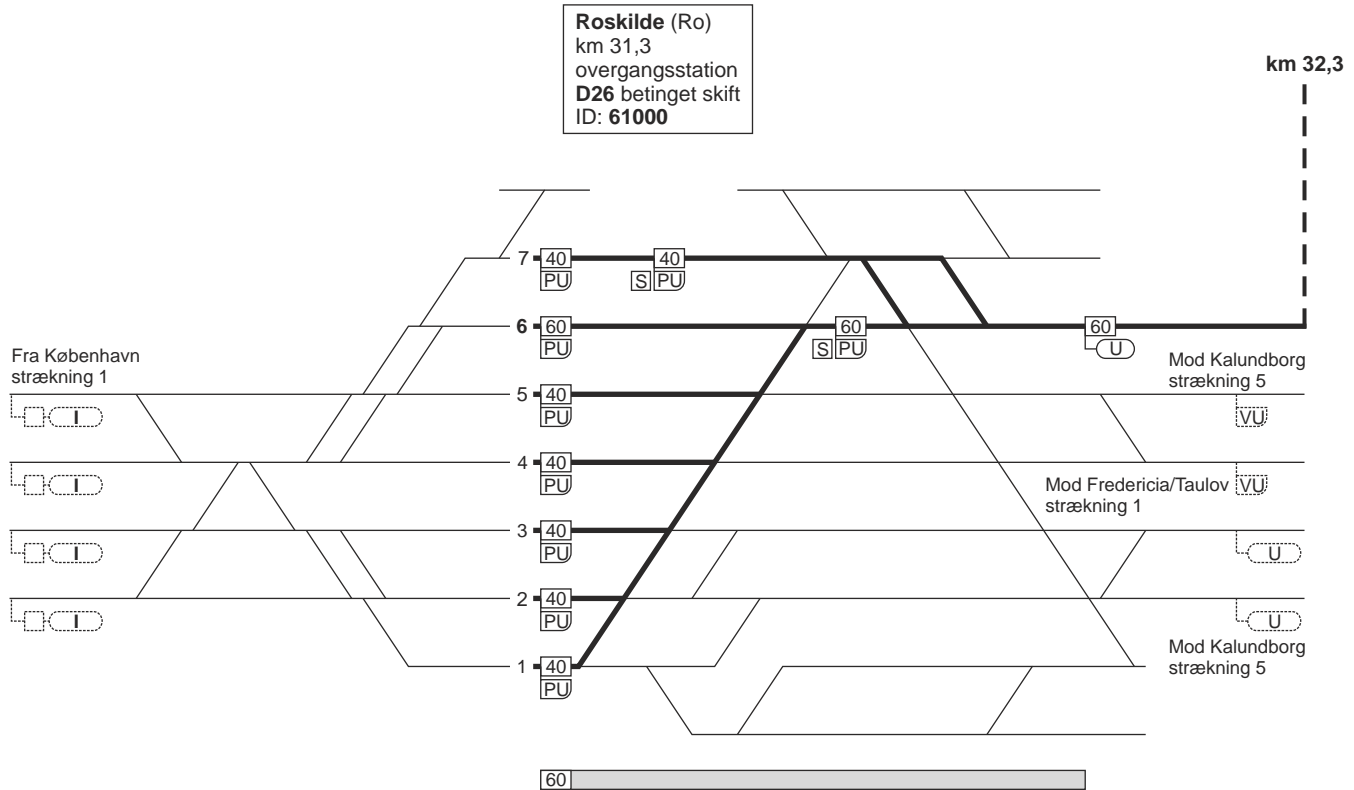 Roskilde (Ro)
km 31,3
overgangsstation
D26 betinget skift
ID: 61000
km 32,3
7 40 40
PU S PU
6 60 60 60
PU S PU U
Fra København
strækning 1
Mod Kalundborg
strækning 5
5 40
I PU VU
4 40
I PU VU
Mod Fredericia/Taulov
strækning 1
3 40
I PU U
2 40
I PU U
Mod Kalundborg
strækning 5
1 40
PU
60